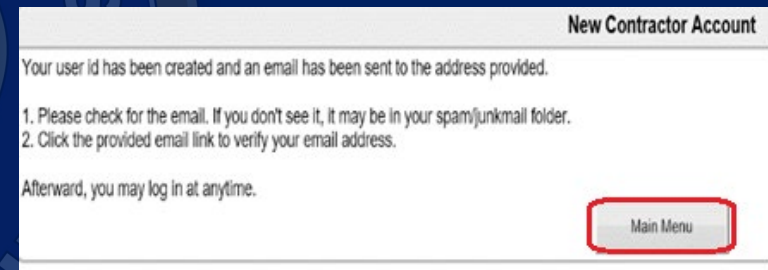 New Contractor Account
Your user id has been created and an email has been sent to the address provided.
1. Please check for the email. If you don't see it, it may be in your spam/junkmail folder.
2. Click the provided email link to verify your email address.
Afterward, you may log in at anytime.
Main Menu